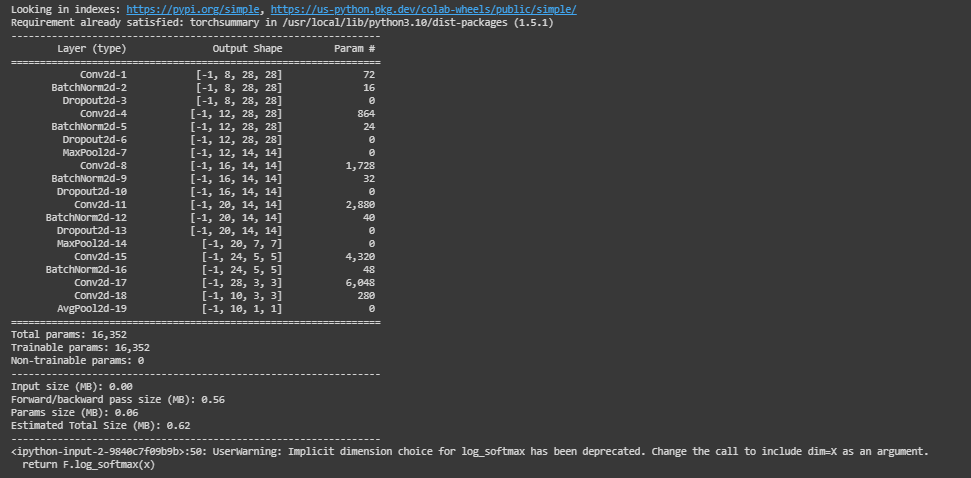 Looking in indexes: https://pypi.org/simple, https://us-python.pkg.dev/colab-wheels/public/simple/
Requirement already satisfied: torchsummary in /usr/local/lib/python3.10/dist-packages (1.5.1)
----------------------------------------------------------------
        Layer (type)               Output Shape         Param #
================================================================
            Conv2d-1            [-1, 8, 28, 28]              72
       BatchNorm2d-2            [-1, 8, 28, 28]              16
         Dropout2d-3            [-1, 8, 28, 28]               0
            Conv2d-4           [-1, 12, 28, 28]             864
       BatchNorm2d-5           [-1, 12, 28, 28]              24
         Dropout2d-6           [-1, 12, 28, 28]               0
         MaxPool2d-7           [-1, 12, 14, 14]               0
            Conv2d-8           [-1, 16, 14, 14]           1,728
       BatchNorm2d-9           [-1, 16, 14, 14]              32
        Dropout2d-10           [-1, 16, 14, 14]               0
           Conv2d-11           [-1, 20, 14, 14]           2,880
      BatchNorm2d-12           [-1, 20, 14, 14]              40
        Dropout2d-13           [-1, 20, 14, 14]               0
        MaxPool2d-14             [-1, 20, 7, 7]               0
           Conv2d-15             [-1, 24, 5, 5]           4,320
      BatchNorm2d-16             [-1, 24, 5, 5]              48
           Conv2d-17             [-1, 28, 3, 3]           6,048
           Conv2d-18             [-1, 10, 3, 3]             280
        AvgPool2d-19             [-1, 10, 1, 1]               0
================================================================
Total params: 16,352
Trainable params: 16,352
Non-trainable params: 0
----------------------------------------------------------------
Input size (MB): 0.00
Forward/backward pass size (MB): 0.56
Params size (MB): 0.06
Estimated Total Size (MB): 0.62
----------------------------------------------------------------
<ipython-input-2-9840c7f09b9b>:50: UserWarning: Implicit dimension choice for log_softmax has been deprecated. Change the call to include dim=X as an argument.
  return F.log_softmax(x)